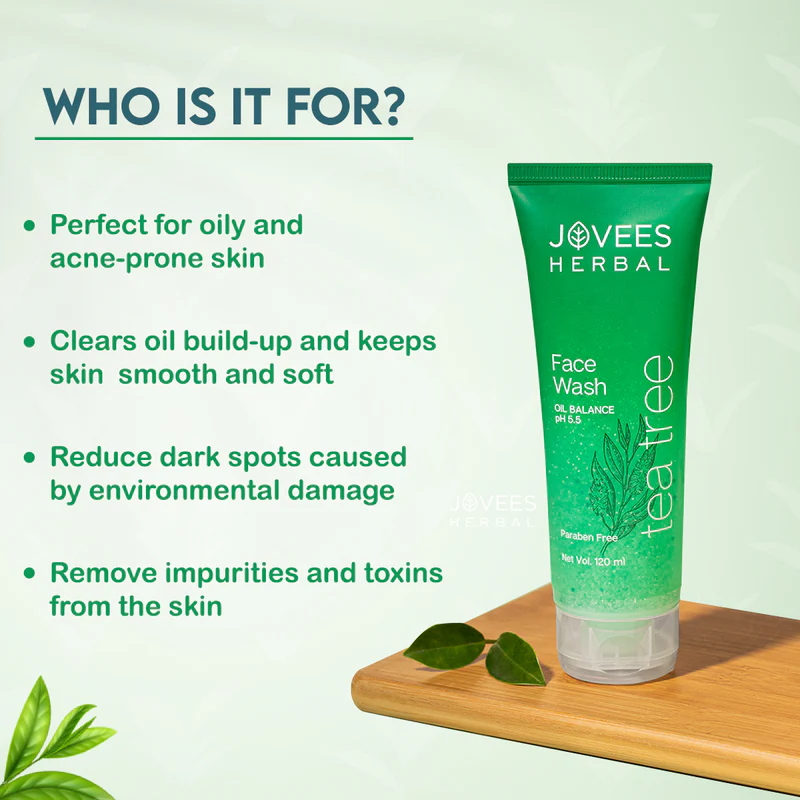 WHO IS IT FOR?
• Perfect for oily and
acne-prone skin
• Clears oil build-up and keeps
skin smooth and soft
• Reduce dark spots caused
by environmental damage
• Remove impurities and toxins
from the skin
JOVEES
HERBAL
Face
Wash
OIL BALANCE
pH 5.5
tea tree
Paraben Free
Net Vol. 120 ml
JOVEES
HERBAL